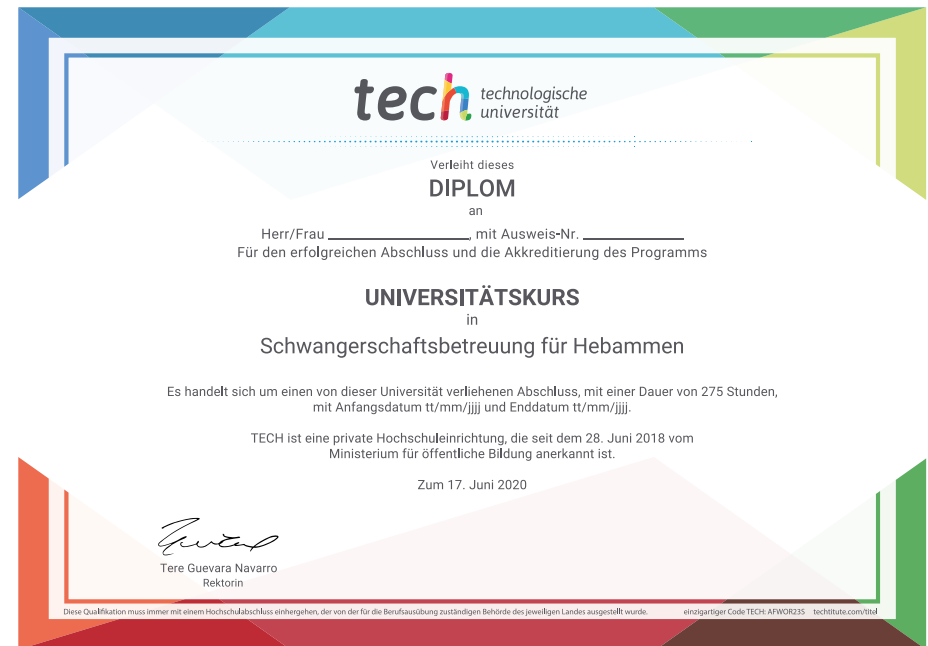 tech technologische
universität
Verleiht dieses
DIPLOM
an
Herr/Frau ________________, mit Ausweis-Nr. ____________
Für den erfolgreichen Abschluss und die Akkreditierung des Programms
UNIVERSITÄTSKURS
in
Schwangerschaftsbetreuung für Hebammen
Es handelt sich um einen von dieser Universität verliehenen Abschluss, mit einer Dauer von 275 Stunden,
mit Anfangsdatum tt/mm/jjjj und Enddatum tt/mm/jjjj.
TECH ist eine private Hochschuleinrichtung, die seit dem 28. Juni 2018 vom
Ministerium für öffentliche Bildung anerkannt ist.
Zum 17. Juni 2020
Tere Guevara Navarro
Rektorin
Diese Qualifikation muss immer mit einem Hochschulabschluss einhergehen, der von der für die Berufsausübung zuständigen Behörde des jeweiligen Landes ausgestellt wurde. einzigartiger Code TECH: AFWOR23S techtitute.com/titel